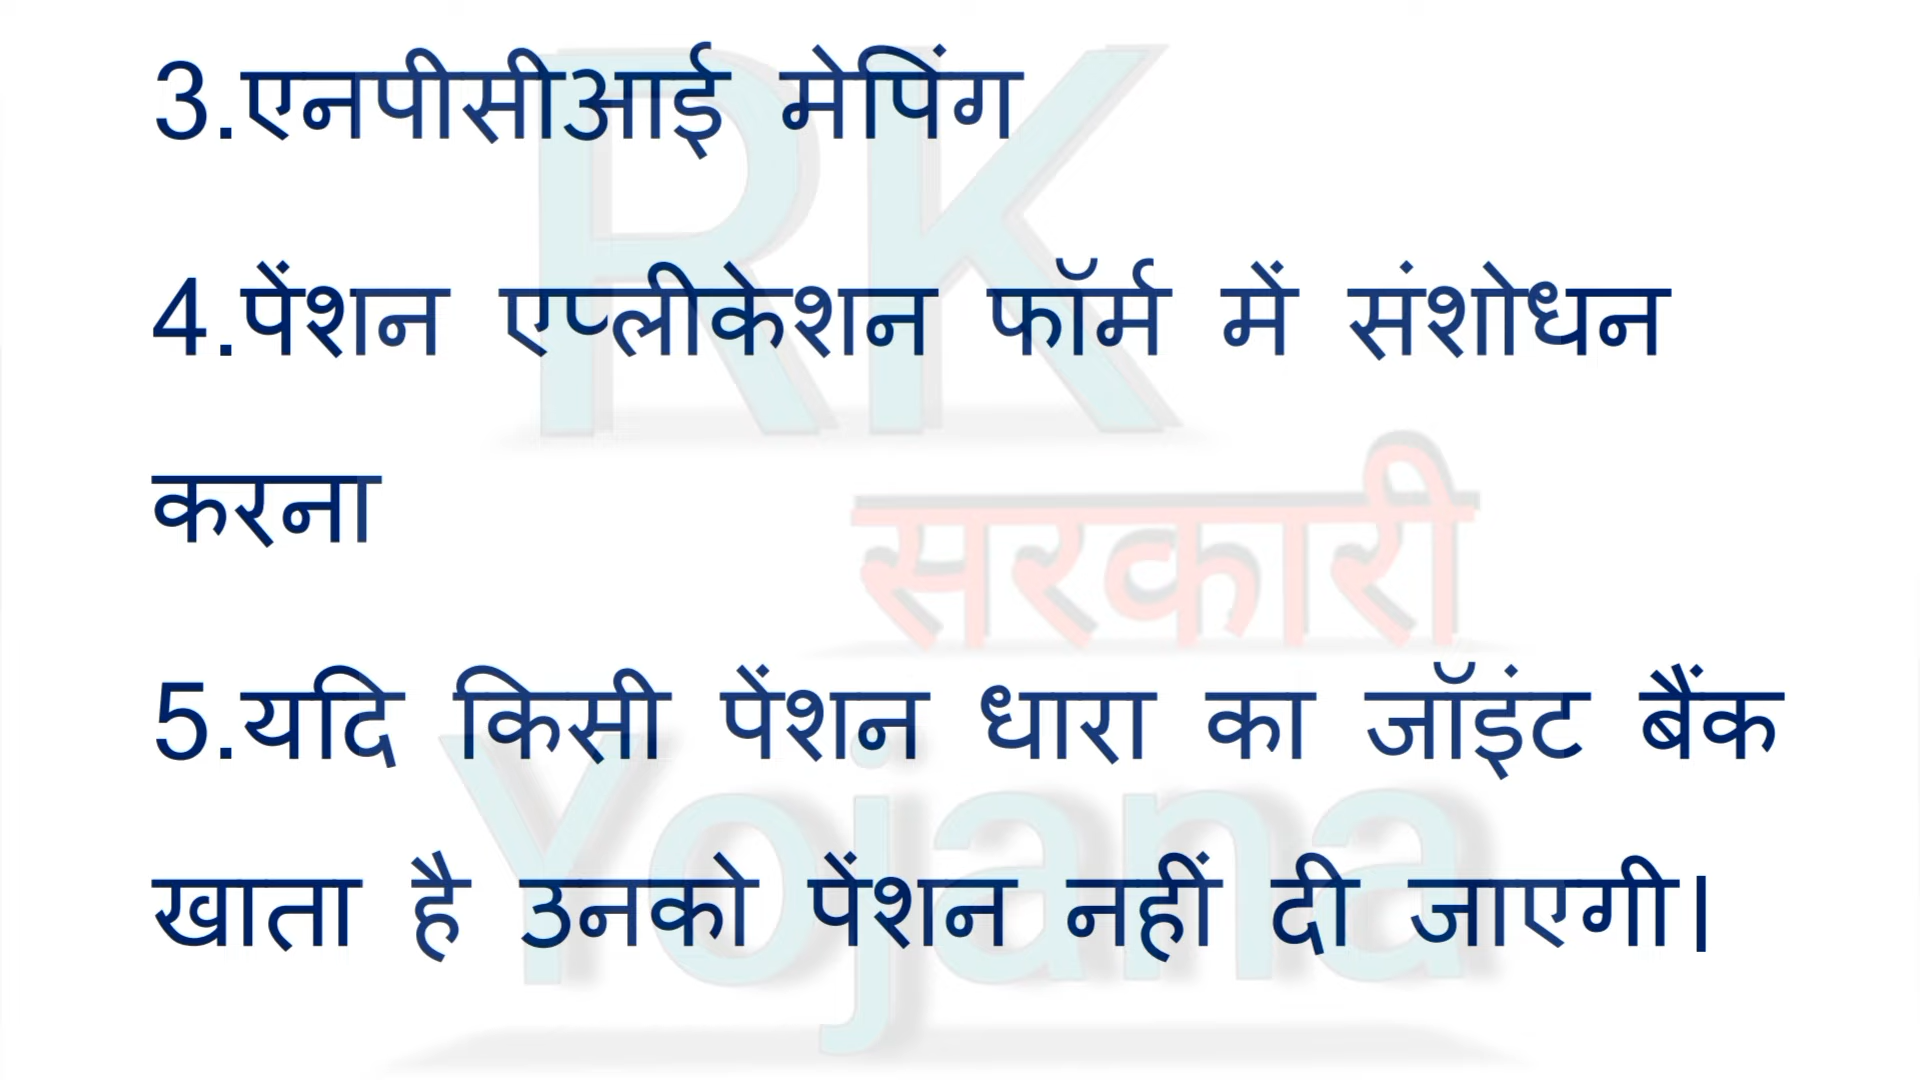 3.एनपीसीआई मेपिंग
4.पेंशन एप्लीकेशन फॉर्म में संशोधन
करना
5.यदि किसी पेंशन धारा का जॉइंट बैंक
खाता है उनको पेंशन नहीं दी जाएगी।
RK
सरकारी
Yojana